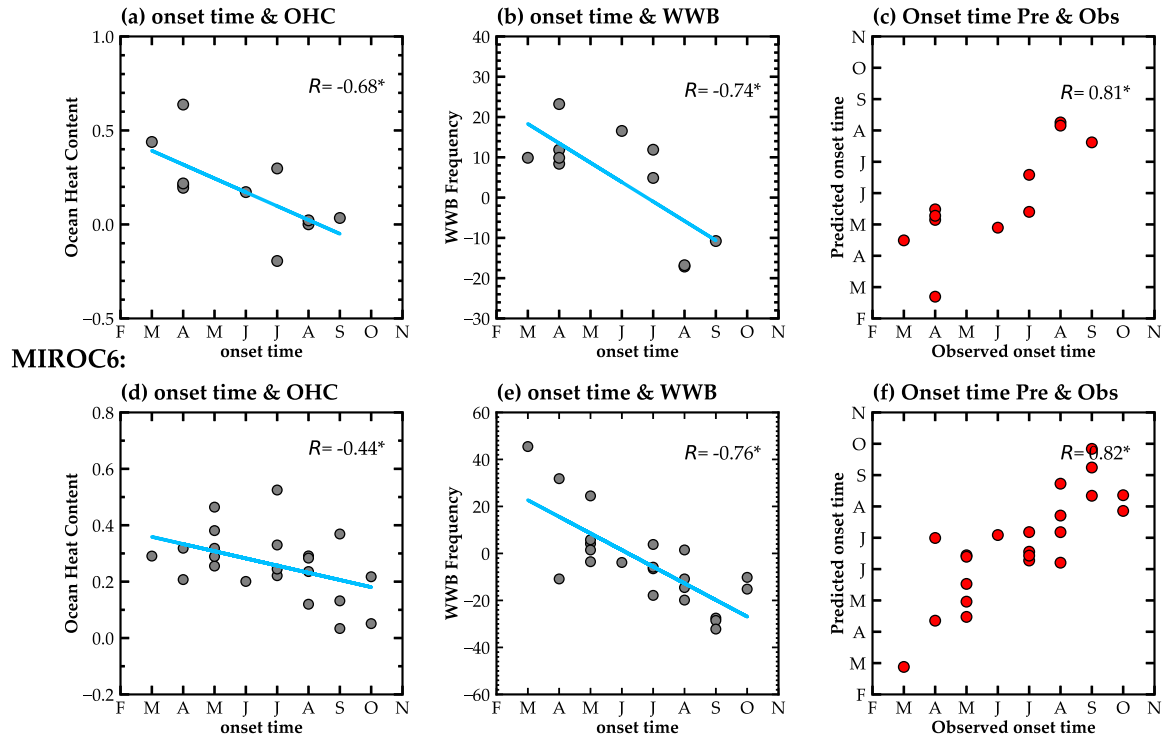 (a) onset time & OHC
(b) onset time & WWB
(c) Onset time Pre & Obs
1.0
0.5
0.0
−0.5
Ocean Heat Content
R= -0.68*
F M A M J J A S O N
onset time
40
30
20
10
0
−10
−20
−30
WWB Frequency
R= -0.74*
F M A M J J A S O N
onset time
N
O
S
A
J
J
M
A
M
F
Predicted onset time
R= 0.81*
F M A M J J A S O N
Observed onset time
MIROC6:
(d) onset time & OHC
(e) onset time & WWB
(f) Onset time Pre & Obs
0.8
0.6
0.4
0.2
0.0
−0.2
Ocean Heat Content
R= -0.44*
F M A M J J A S O N
onset time
60
40
20
0
−20
−40
−60
WWB Frequency
R= -0.76*
F M A M J J A S O N
onset time
N
O
S
A
J
J
M
A
M
F
Predicted onset time
R= 0.82*
F M A M J J A S O N
Observed onset time